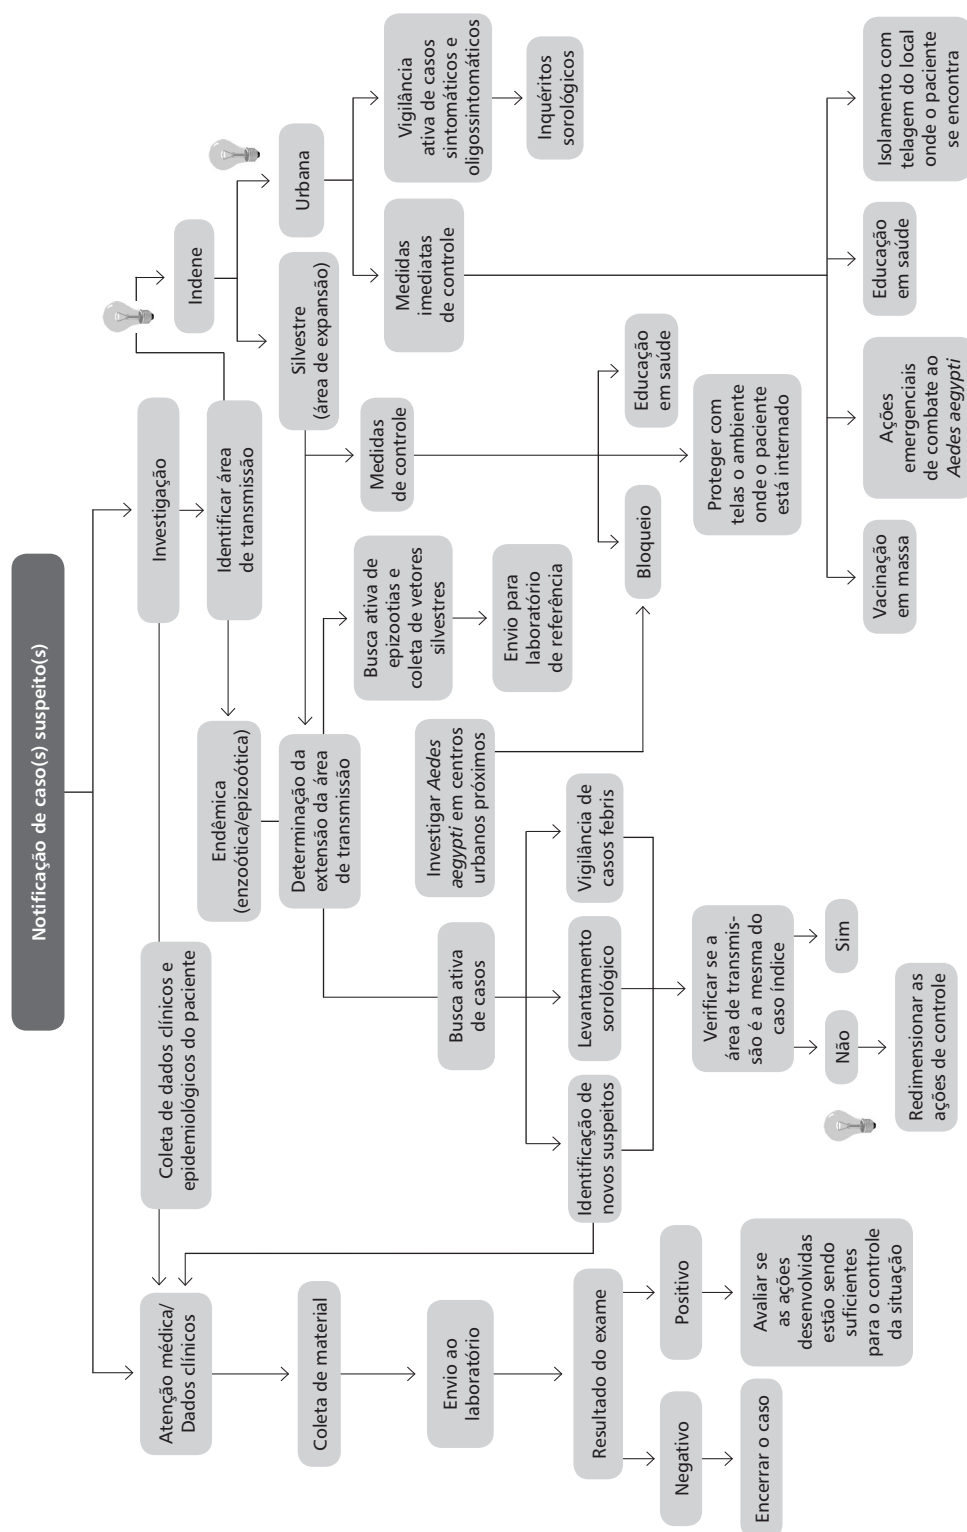 Notificação de caso(s) suspeito(s)
Atenção médica/
Dados clínicos
Coleta de dados clínicos e
epidemiológicos do paciente
Investigação
Coleta de material
Envio ao
laboratório
Resultado do exame
Negativo
Encerrar o caso
Positivo
Avaliar se
as ações
desenvolvidas
estão sendo
suficientes
para o controle
da situação
Identificar área
de transmissão
Endêmica
(enzoótica/epizoótica)
Determinação da
extensão da área
de transmissão
Busca ativa
de casos
Identificação de
novos suspeitos
Levantamento
sorológico
Vigilância de
casos febris
Verificar se a
área de transmis-
são é a mesma do
caso índice
Não
Sim
Redimensionar as
ações de controle
Busca ativa de
epizootias e
coleta de vetores
silvestres
Envio para
laboratório
de referência
Investigar Aedes
aegypti em centros
urbanos próximos
Indene
Silvestre
(área de expansão)
Medidas
de controle
Bloqueio
Proteger com
telas o ambiente
onde o paciente
está internado
Educação
em saúde
Urbana
Medidas
imediatas
de controle
Vigilância
ativa de casos
sintomáticos e
oligossintomáticos
Inquéritos
sorológicos
Vacinação
em massa
Ações
emergenciais
de combate ao
Aedes aegypti
Educação
em saúde
Isolamento com
telagem do local
onde o paciente
se encontra